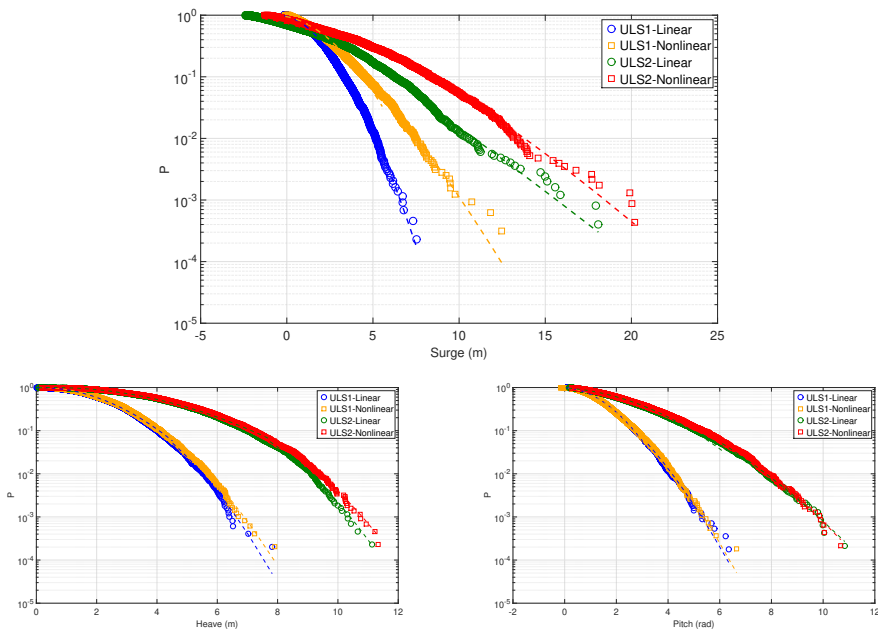 10^0
10^-1
10^-2
10^-3
10^-4
10^-5
P
-5 0 5 10 15 20 25
Surge (m)
ULS1-Linear
ULS1-Nonlinear
ULS2-Linear
ULS2-Nonlinear
10^0
10^-1
10^-2
10^-3
10^-4
10^-5
P
0 2 4 6 8 10 12
Heave (m)
ULS1-Linear
ULS1-Nonlinear
ULS2-Linear
ULS2-Nonlinear
10^0
10^-1
10^-2
10^-3
10^-4
10^-5
P
-2 0 2 4 6 8 10 12
Pitch (rad)
ULS1-Linear
ULS1-Nonlinear
ULS2-Linear
ULS2-Nonlinear